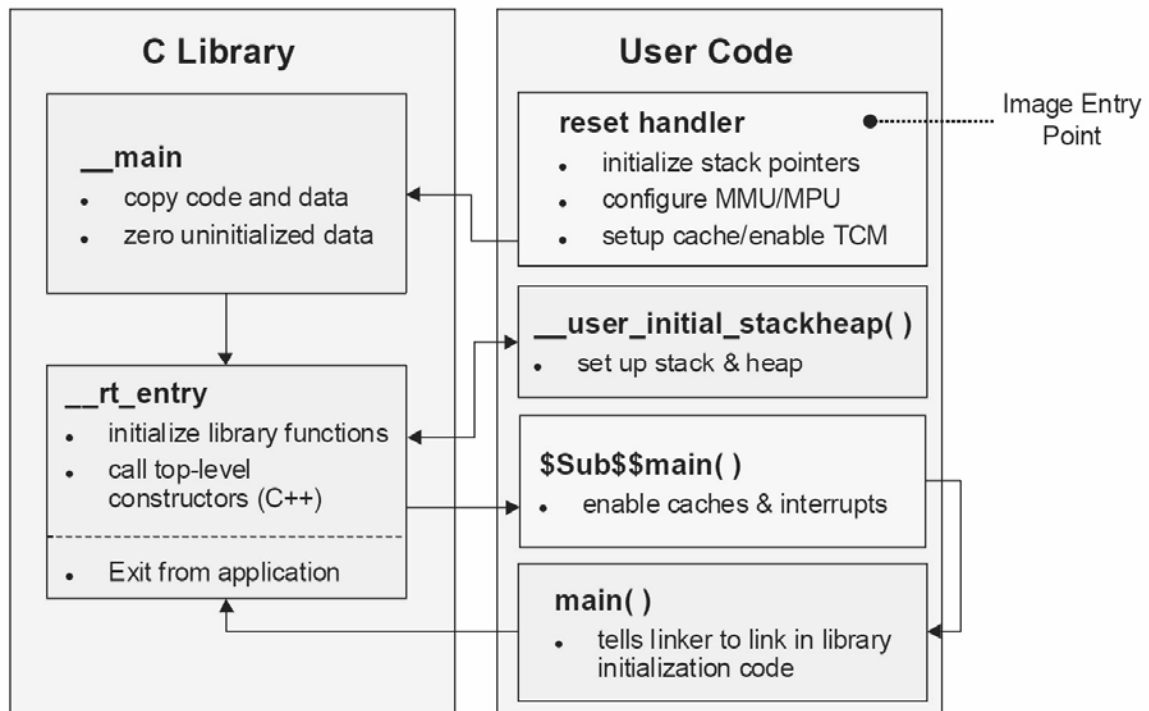 C Library
__main
• copy code and data
• zero uninitialized data
__rt_entry
• initialize library functions
• call top-level
constructors (C++)
• Exit from application
User Code
reset handler
• initialize stack pointers
• configure MMU/MPU
• setup cache/enable TCM
__user_initial_stackheap( )
• set up stack & heap
$Sub$$main( )
• enable caches & interrupts
main( )
• tells linker to link in library
initialization code
Image Entry
Point